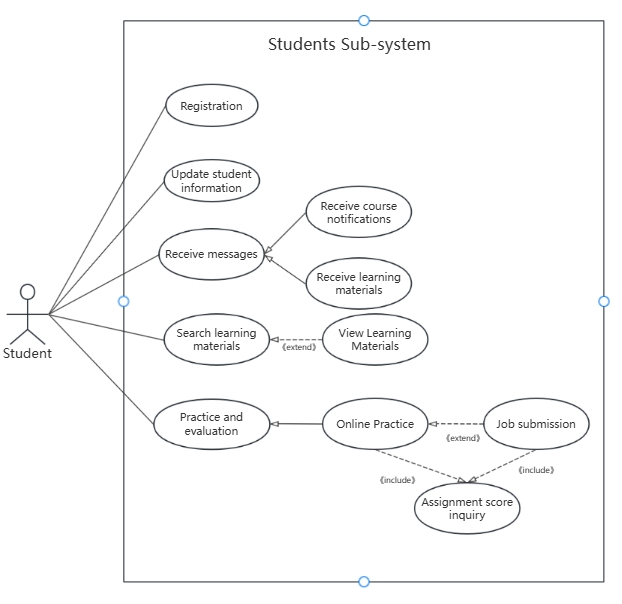 Students Sub-system
Registration
Update student
information
Receive course
notifications
Receive messages
Receive learning
materials
Student
Search learning
materials
《extend》
View Learning
Materials
Practice and
evaluation
Online Practice
《extend》
Job submission
《include》
《include》
Assignment score
inquiry